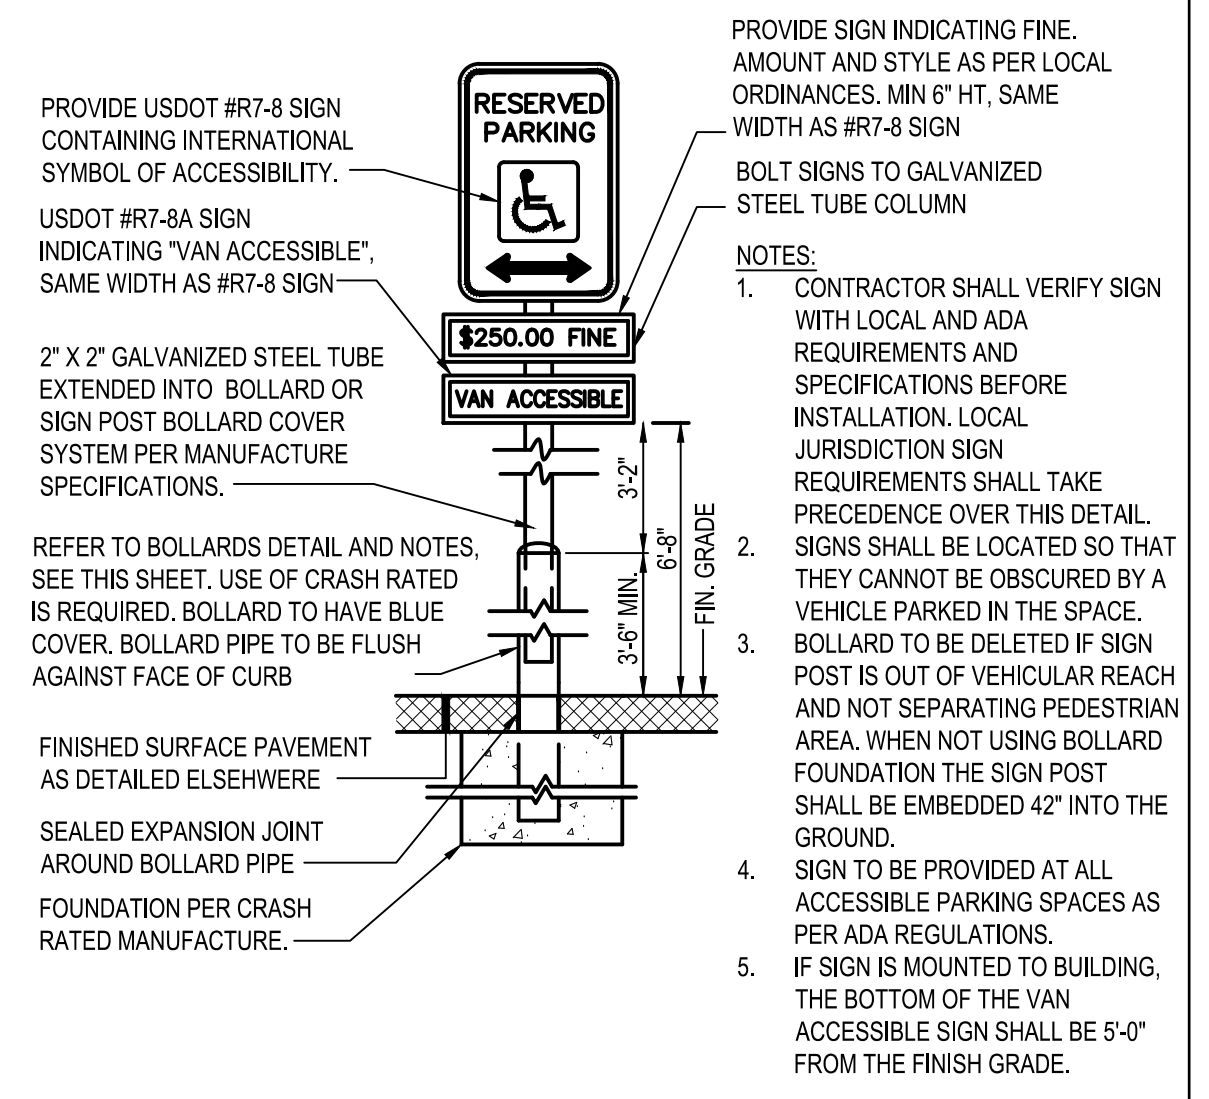 PROVIDE USDOT #R7-8 SIGN
CONTAINING INTERNATIONAL
SYMBOL OF ACCESSIBILITY.
USDOT #R7-8A SIGN
INDICATING "VAN ACCESSIBLE",
SAME WIDTH AS #R7-8 SIGN
2" X 2" GALVANIZED STEEL TUBE
EXTENDED INTO BOLLARD OR
SIGN POST BOLLARD COVER
SYSTEM PER MANUFACTURE
SPECIFICATIONS.
REFER TO BOLLARDS DETAIL AND NOTES,
SEE THIS SHEET. USE OF CRASH RATED
IS REQUIRED. BOLLARD TO HAVE BLUE
COVER. BOLLARD PIPE TO BE FLUSH
AGAINST FACE OF CURB
FINISHED SURFACE PAVEMENT
AS DETAILED ELSEHWERE
SEALED EXPANSION JOINT
AROUND BOLLARD PIPE
FOUNDATION PER CRASH
RATED MANUFACTURE.
RESERVED
PARKING
$250.00 FINE
VAN ACCESSIBLE
3'-2"
3'-6" MIN.
6'-8"
FIN. GRADE
PROVIDE SIGN INDICATING FINE.
AMOUNT AND STYLE AS PER LOCAL
ORDINANCES. MIN 6" HT, SAME
WIDTH AS #R7-8 SIGN
BOLT SIGNS TO GALVANIZED
STEEL TUBE COLUMN
NOTES:
1. CONTRACTOR SHALL VERIFY SIGN
WITH LOCAL AND ADA
REQUIREMENTS AND
SPECIFICATIONS BEFORE
INSTALLATION. LOCAL
JURISDICTION SIGN
REQUIREMENTS SHALL TAKE
PRECEDENCE OVER THIS DETAIL.
2. SIGNS SHALL BE LOCATED SO THAT
THEY CANNOT BE OBSCURED BY A
VEHICLE PARKED IN THE SPACE.
3. BOLLARD TO BE DELETED IF SIGN
POST IS OUT OF VEHICULAR REACH
AND NOT SEPARATING PEDESTRIAN
AREA. WHEN NOT USING BOLLARD
FOUNDATION THE SIGN POST
SHALL BE EMBEDDED 42" INTO THE
GROUND.
4. SIGN TO BE PROVIDED AT ALL
ACCESSIBLE PARKING SPACES AS
PER ADA REGULATIONS.
5. IF SIGN IS MOUNTED TO BUILDING,
THE BOTTOM OF THE VAN
ACCESSIBLE SIGN SHALL BE 5'-0"
FROM THE FINISH GRADE.